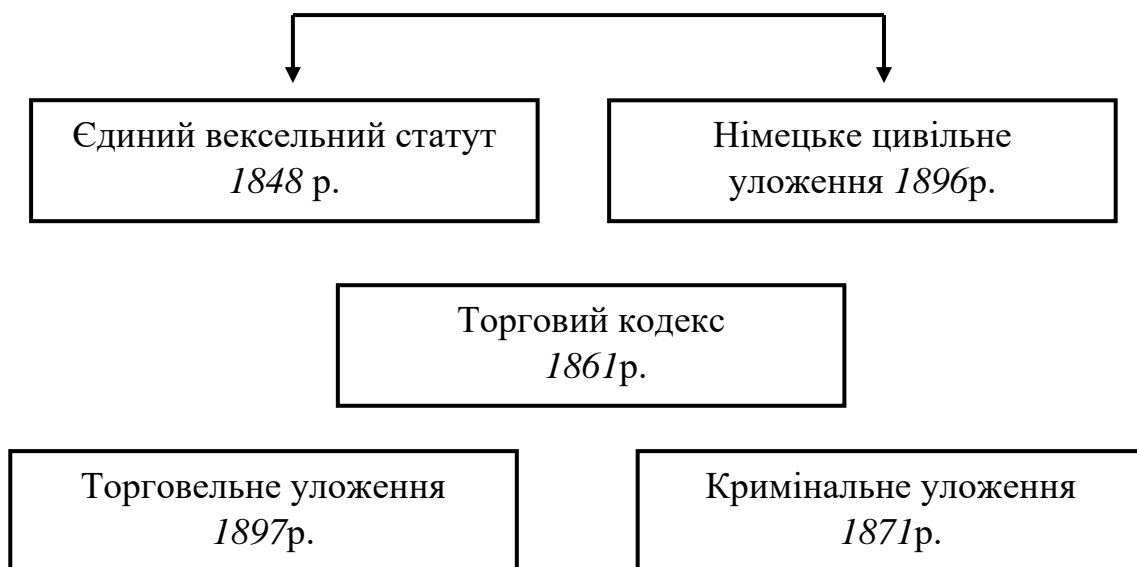 Єдиний вексельний статут
1848 р.
Німецьке цивільне
уложення 1896р.
Торговий кодекс
1861р.
Торговельне уложення
1897р.
Кримінальне уложення
1871р.